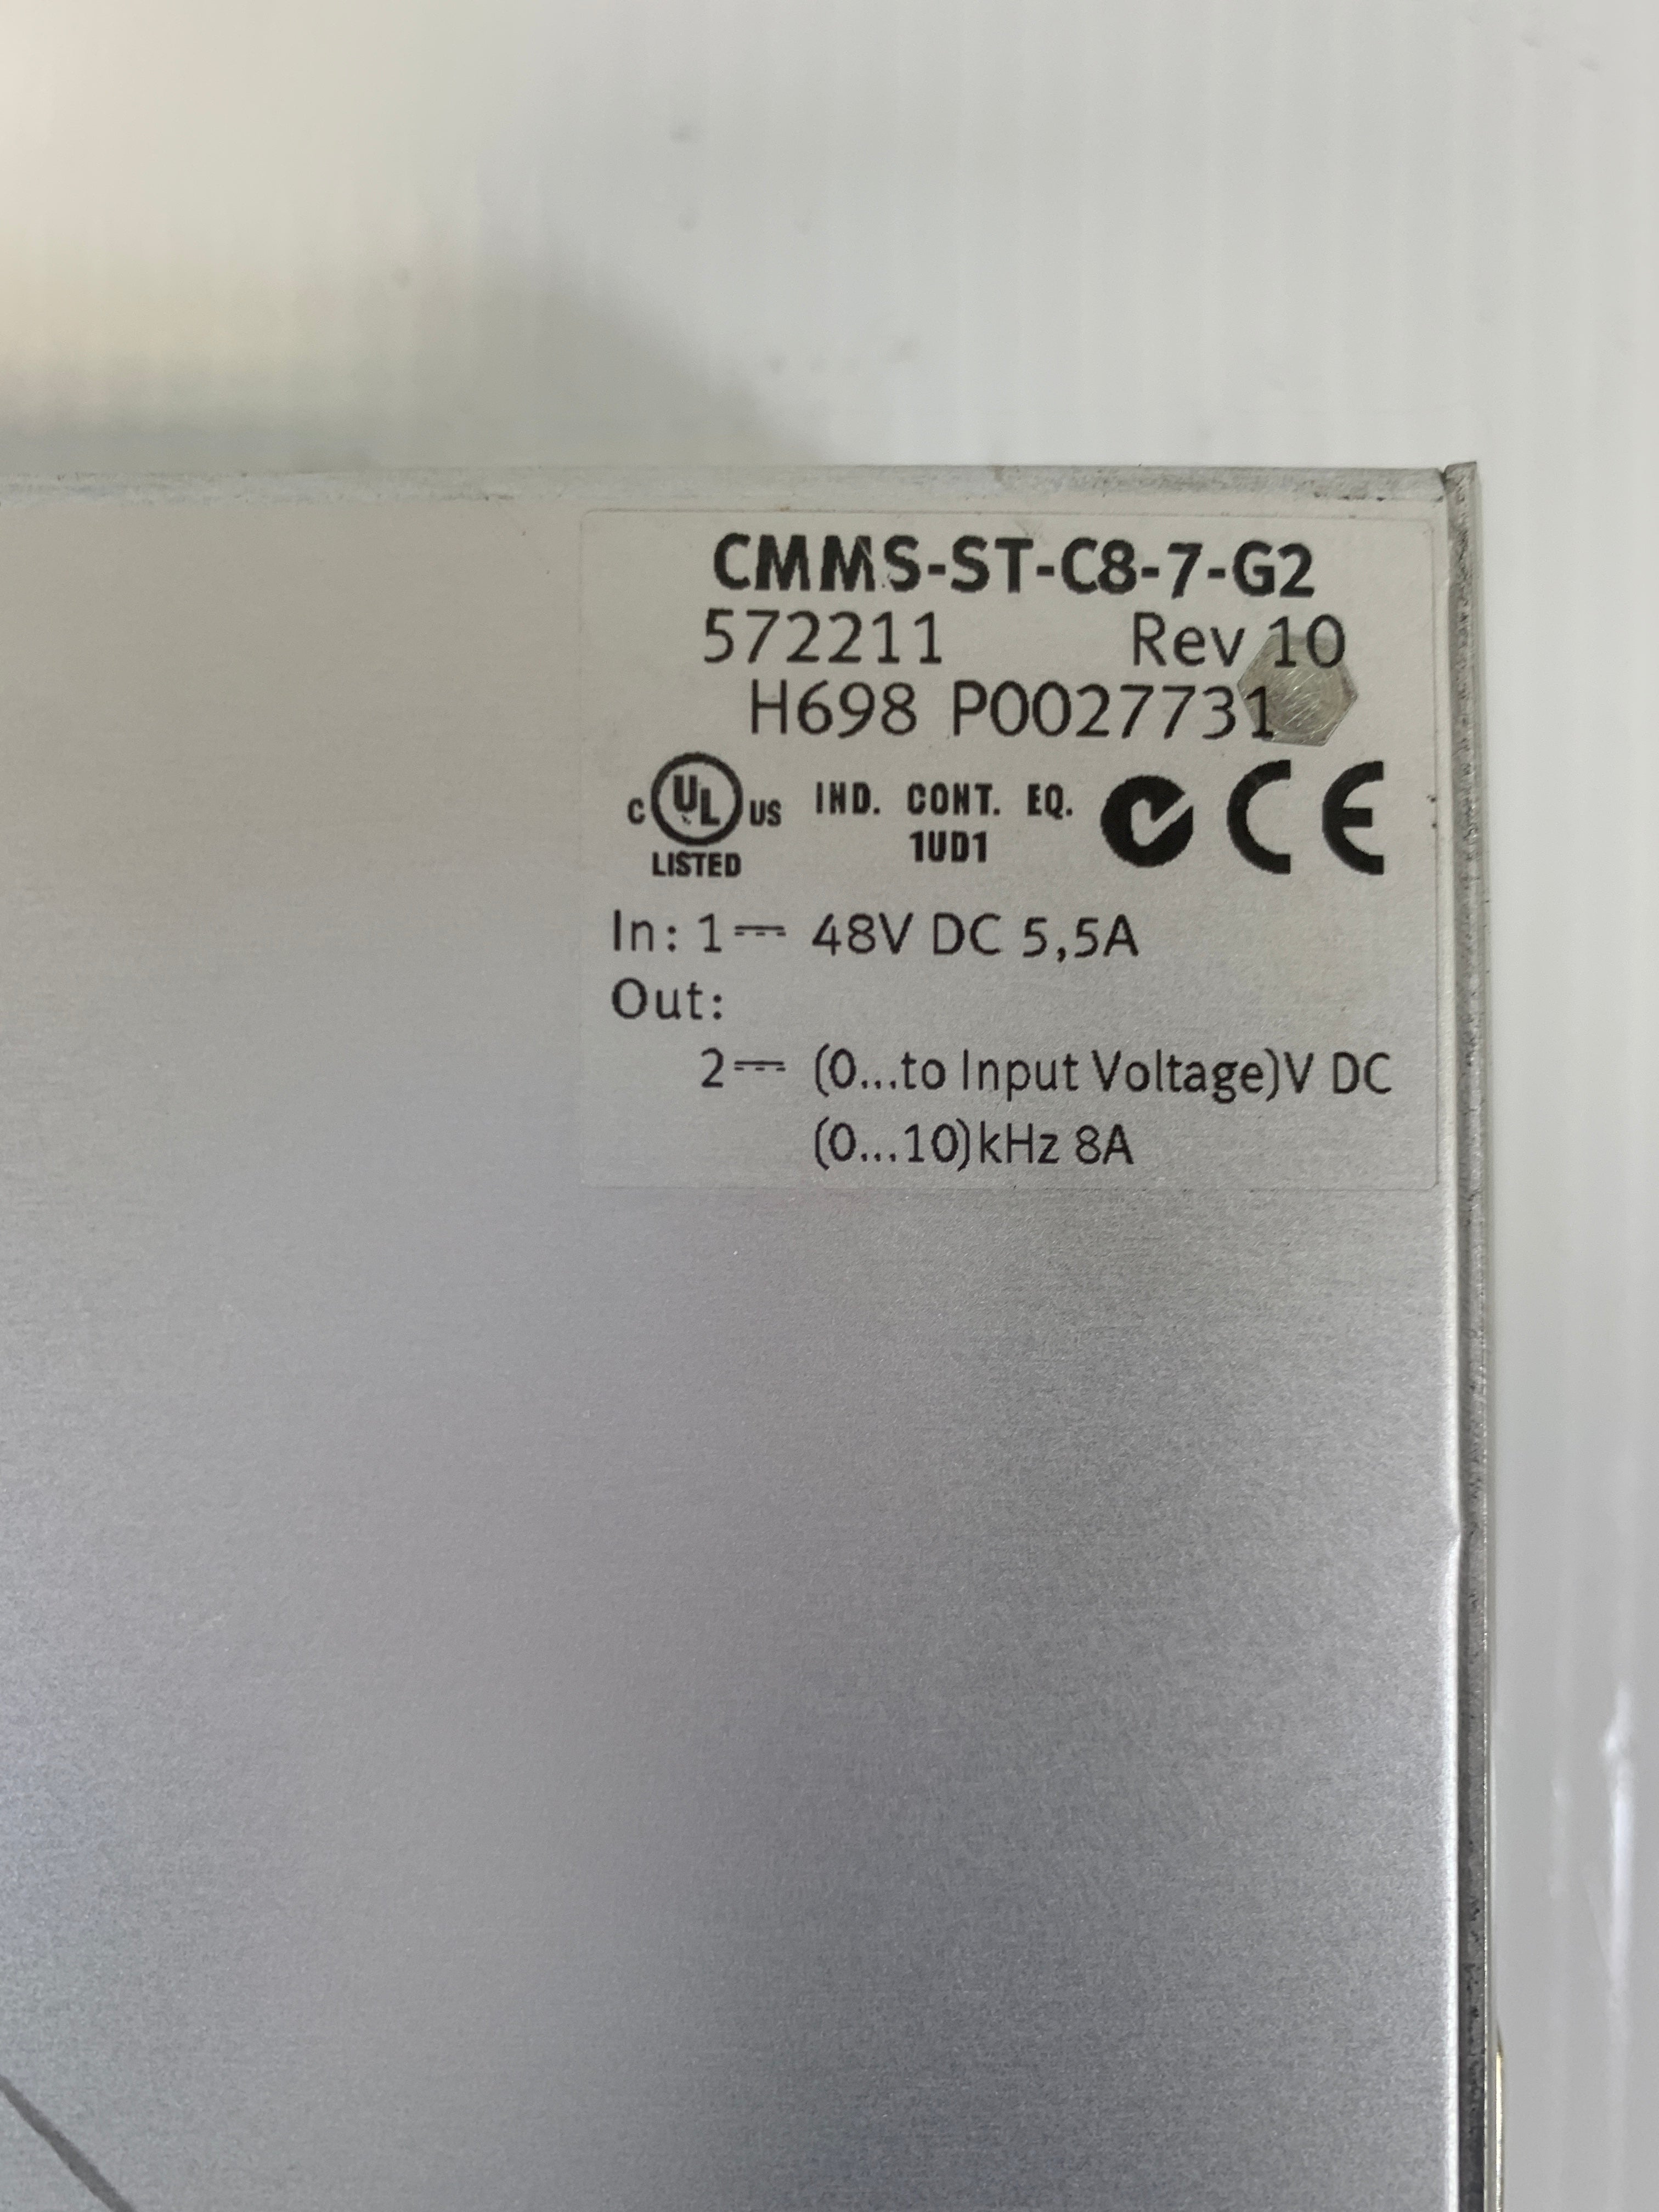 CMMS-ST-C8-7-G2
572211 Rev 10
H698 P0027731
C UL US IND. CONT. EQ.
LISTED 1UD1
CE
In: 1⎓ 48V DC 5,5A
Out:
2⎓ (0...to Input Voltage)V DC
(0...10)kHz 8A